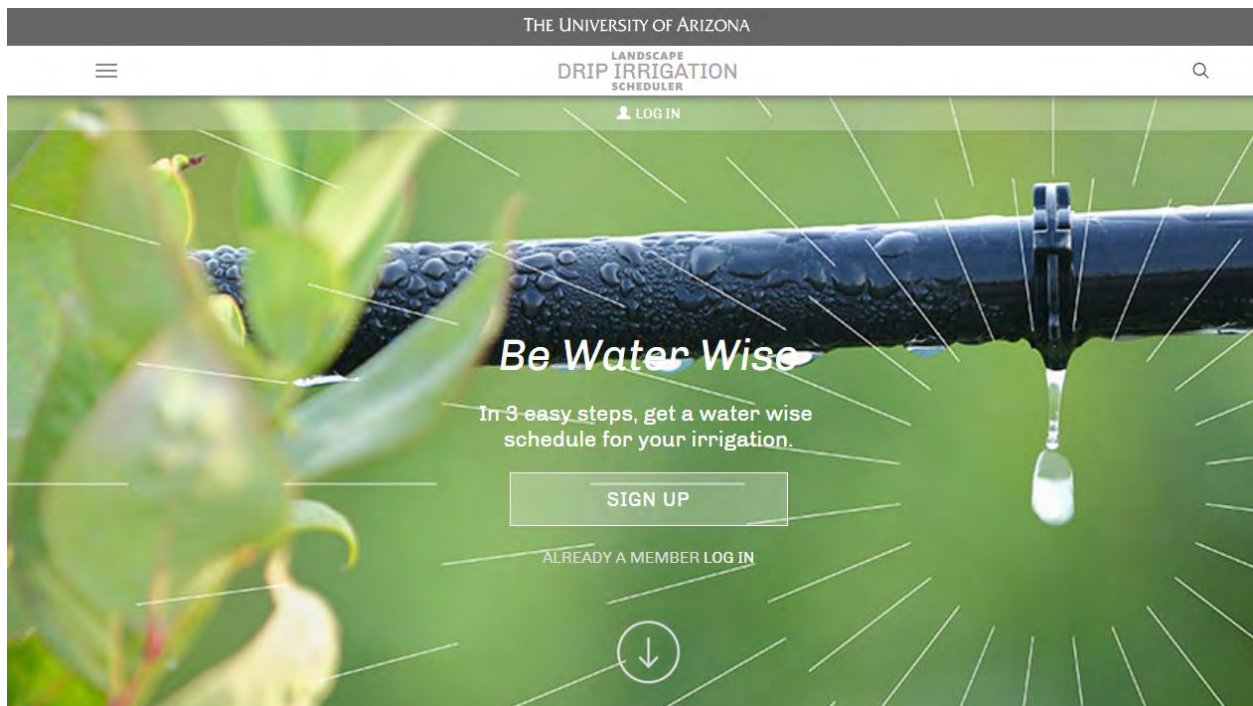 THE UNIVERSITY OF ARIZONA
LANDSCAPE
DRIP IRRIGATION
SCHEDULER
LOG IN
Be Water Wise
In 3 easy steps, get a water wise
schedule for your irrigation.
SIGN UP
ALREADY A MEMBER LOG IN